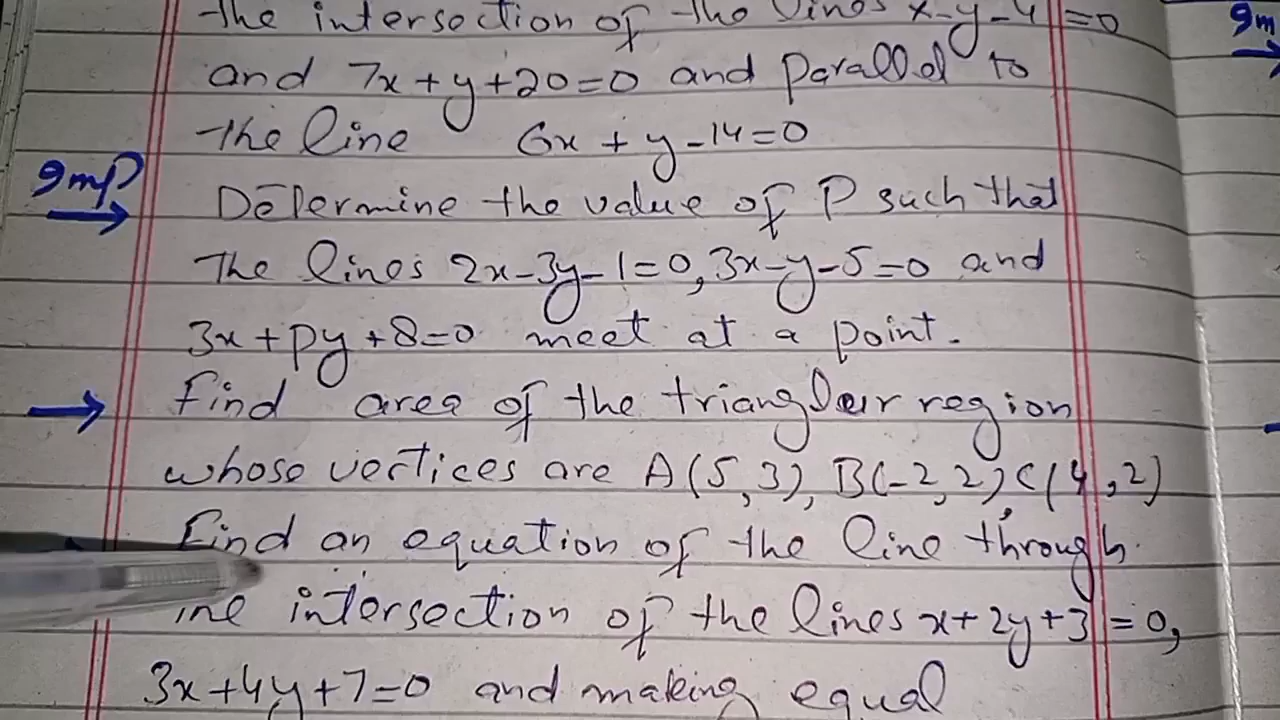 the intersection of the lines x-y-4=0
and 7x+y+20=0 and parallel to
the line 6x+y-14=0
9mp
Determine the value of P such that
the lines 2x-3y-1=0, 3x-y-5=0 and
3x+py+8=0 meet at a point.
find area of the triangular region
whose vertices are A(5,3), B(-2,2), C(4,2)
find an equation of the line through
the intersection of the lines x+2y+3=0,
3x+4y+7=0 and making equal
9m